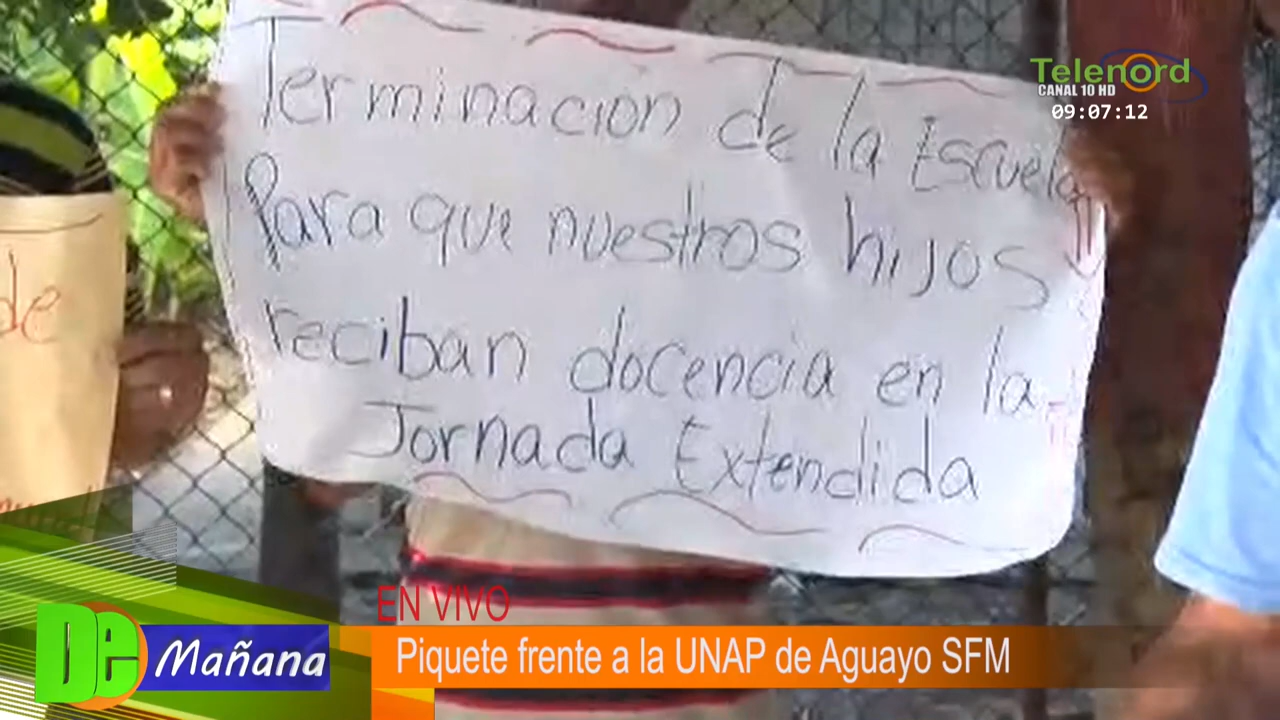 Telenord
CANAL 10 HD
09:07:12
Terminación de la Escuela
Para que nuestros hijos
reciban docencia en la
Jornada Extendida
de
EN VIVO
Piquete frente a la UNAP de Aguayo SFM
De Mañana